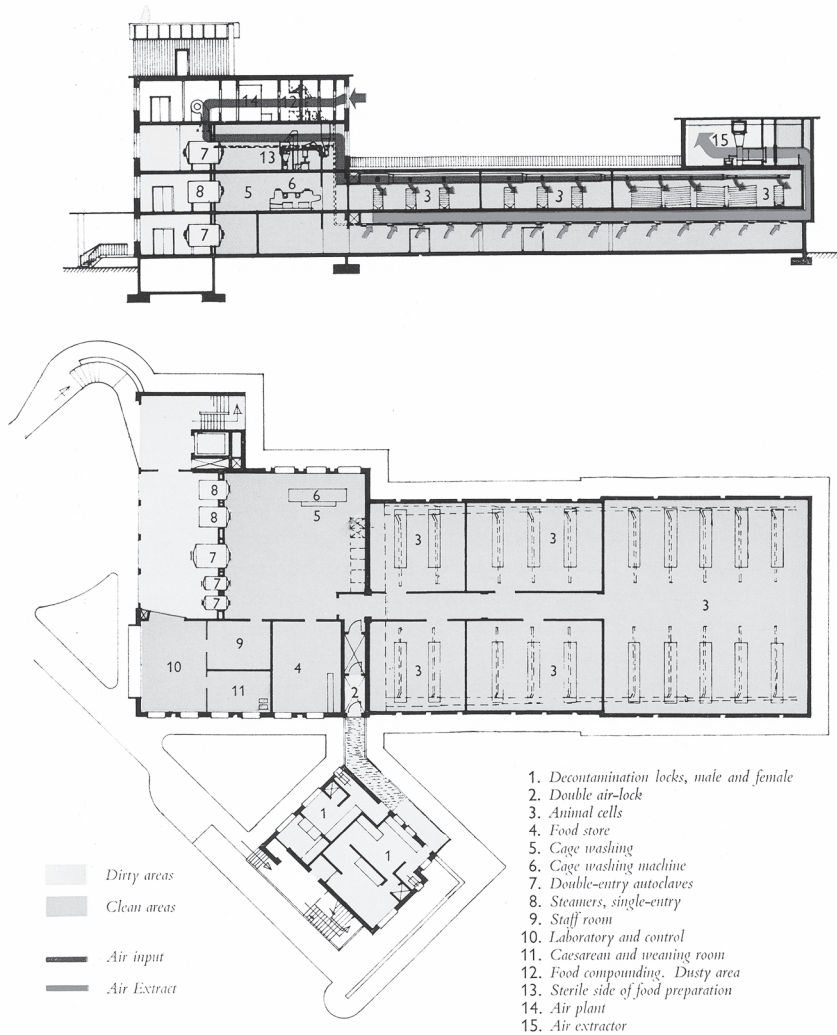 14
12
7
13
15
8
5
6
3
3
3
7
8
8
6
5
7
7
7
3
3
3
10
9
11
4
2
3
3
1
1
1. Decontamination locks, male and female
2. Double air-lock
3. Animal cells
4. Food store
5. Cage washing
6. Cage washing machine
7. Double-entry autoclaves
8. Steamers, single-entry
9. Staff room
10. Laboratory and control
11. Caesarean and weaning room
12. Food compounding. Dusty area
13. Sterile side of food preparation
14. Air plant
15. Air extractor
Dirty areas
Clean areas
Air input
Air Extract